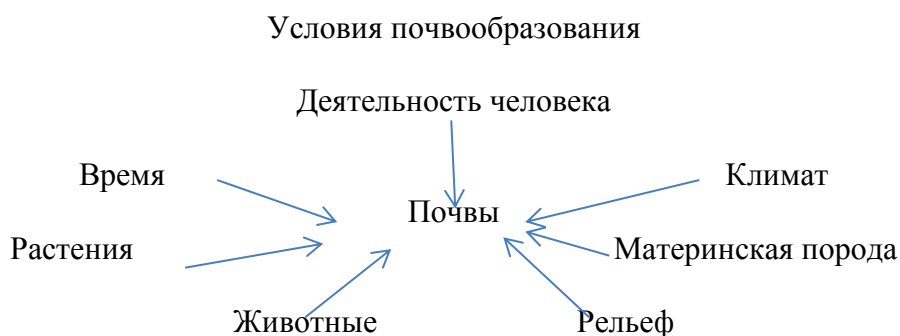 Условия почвообразования
Деятельность человека
Время
Климат
Почвы
Растения
Материнская порода
Животные
Рельеф